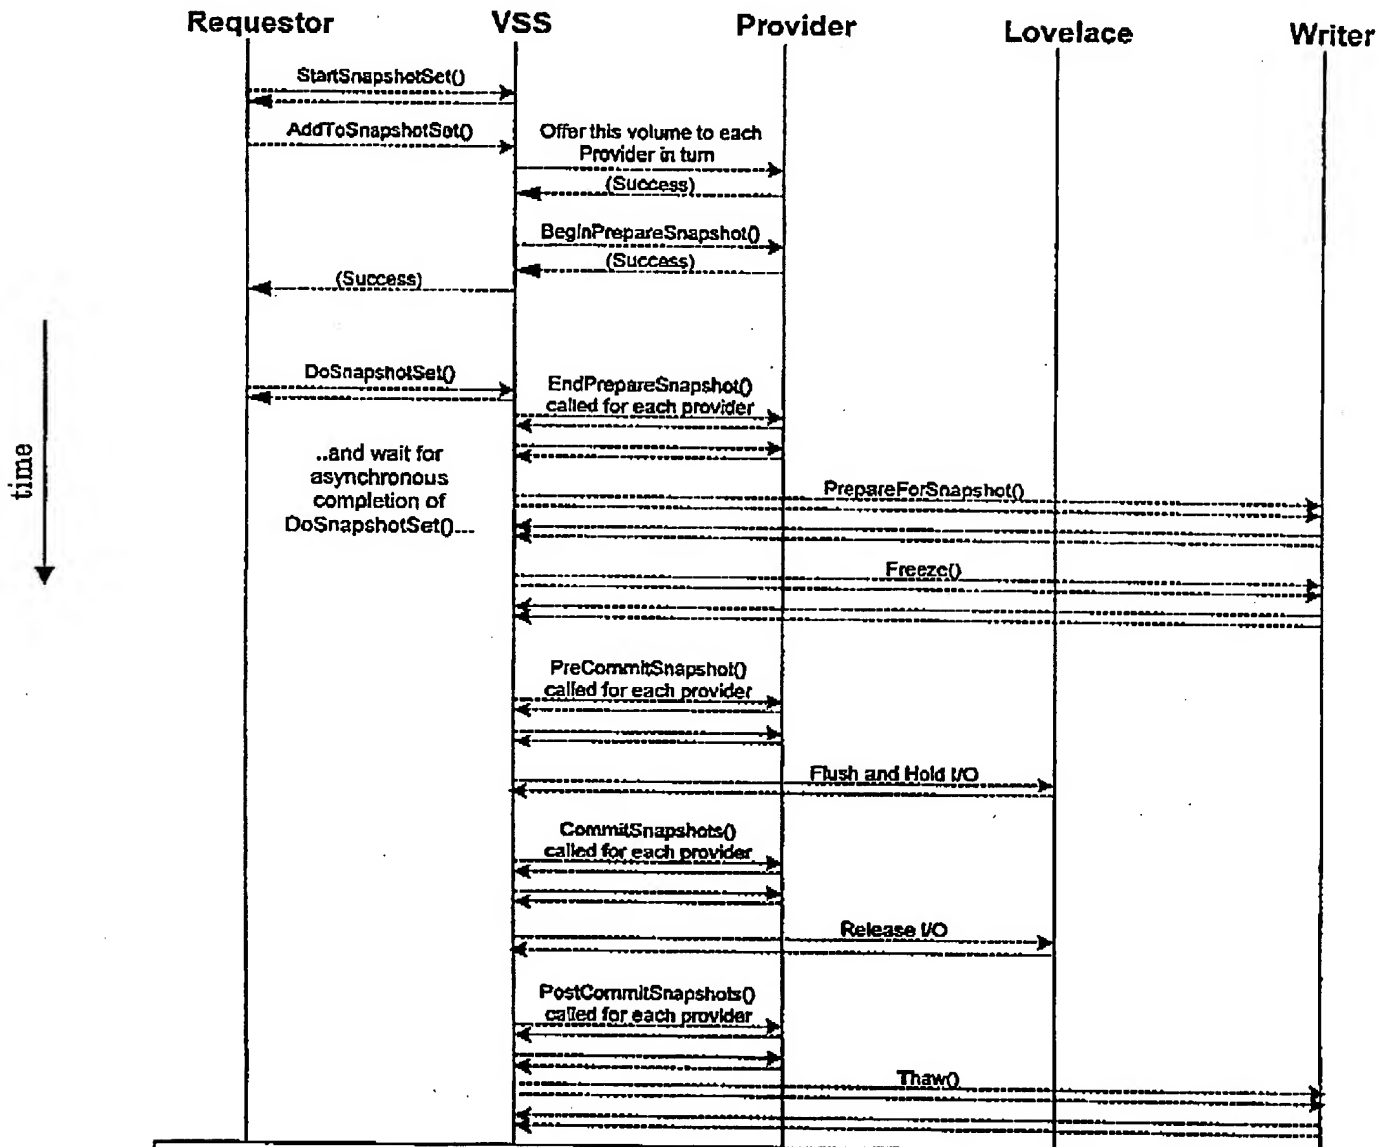 Requestor VSS Provider Lovelace Writer
StartSnapshotSet()
AddToSnapshotSet()
Offer this volume to each
Provider in turn
(Success)
BeginPrepareSnapshot()
(Success)
(Success)
DoSnapshotSet()
EndPrepareSnapshot()
called for each provider
time
..and wait for
asynchronous
completion of
DoSnapshotSet()...
PrepareForSnapshot()
Freeze()
PreCommitSnapshot()
called for each provider
Flush and Hold I/O
CommitSnapshots()
called for each provider
Release I/O
PostCommitSnapshots()
called for each provider
Thaw()